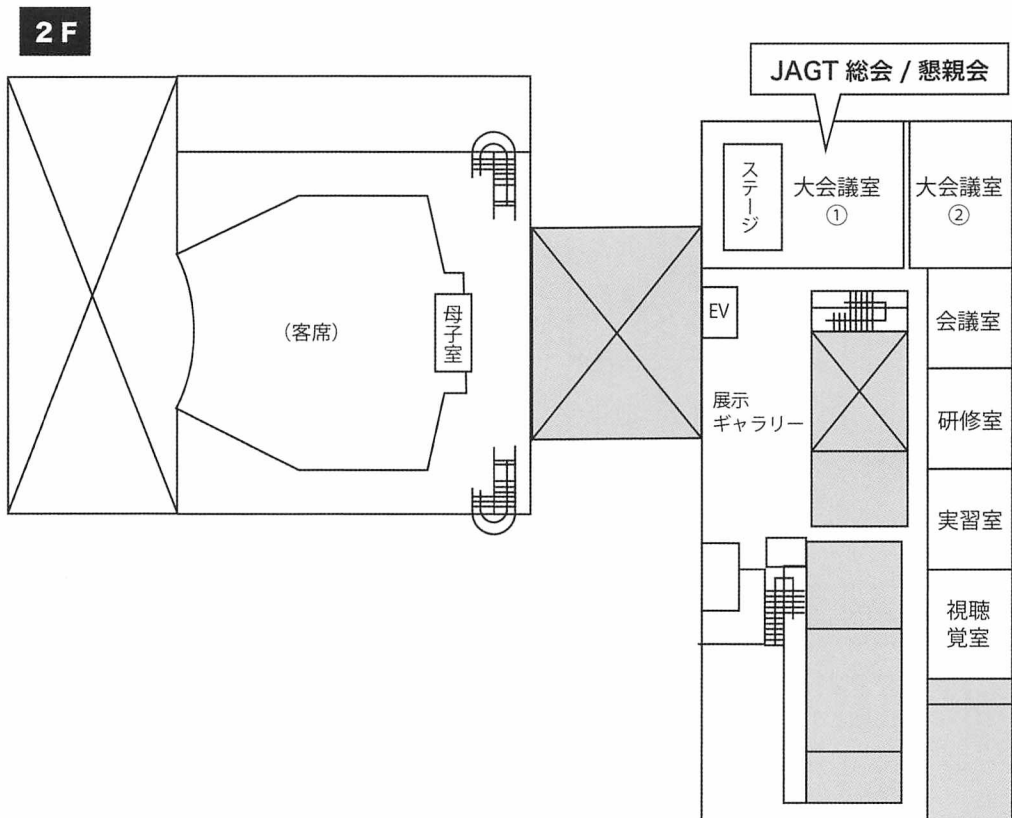 2F
JAGT 総会 / 懇親会
ステージ
大会議室
①
大会議室
②
EV
会議室
(客席)
母子室
展示
ギャラリー
研修室
実習室
視聴
覚室